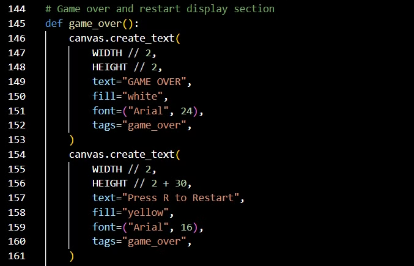 144 # Game over and restart display section
145 def game_over():
146     canvas.create_text(
147         WIDTH // 2,
148         HEIGHT // 2,
149         text="GAME OVER",
150         fill="white",
151         font=("Arial", 24),
152         tags="game_over",
153     )
154     canvas.create_text(
155         WIDTH // 2,
156         HEIGHT // 2 + 30,
157         text="Press R to Restart",
158         fill="yellow",
159         font=("Arial", 16),
160         tags="game_over",
161     )